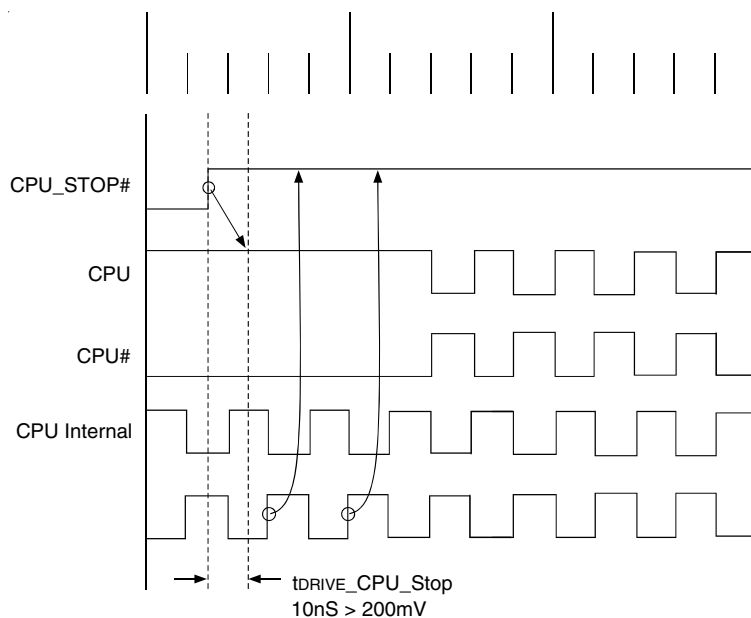 CPU_STOP#
CPU
CPU#
CPU Internal
tDRIVE_CPU_Stop
10nS > 200mV